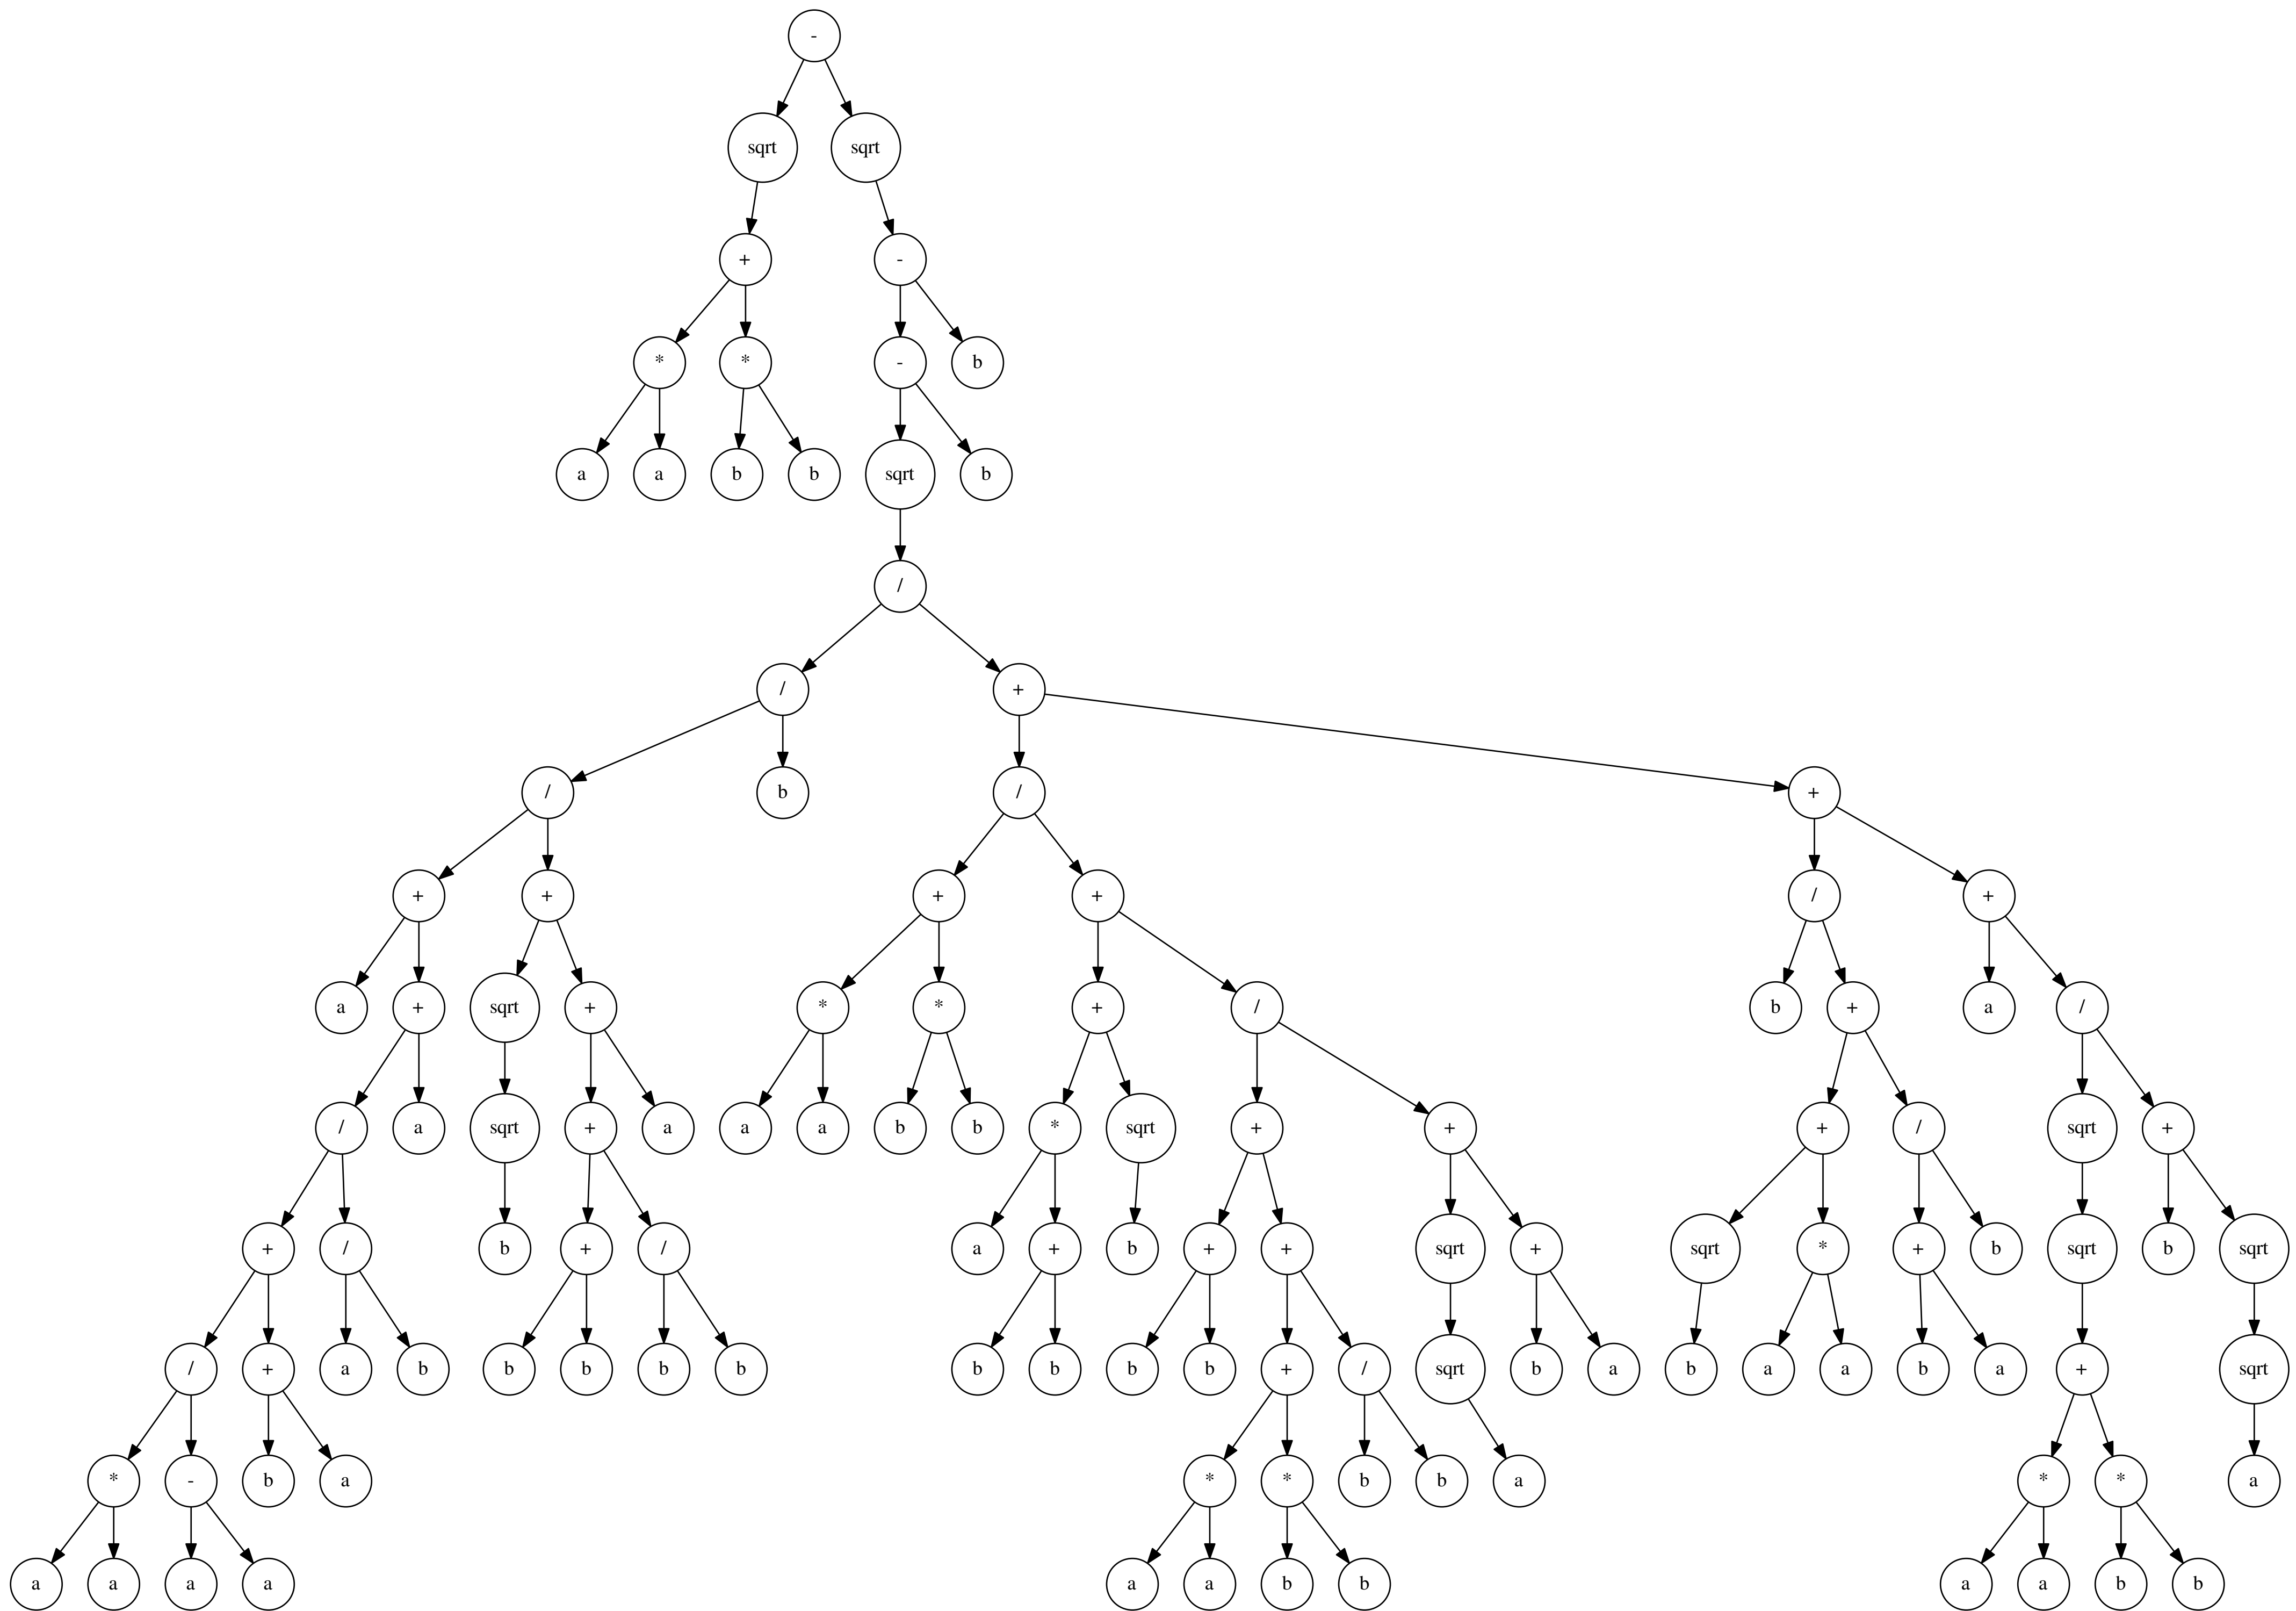 -
sqrt sqrt
+ -
* * - b
a a b b sqrt b
/
/ +
/ b / +
+ + + + / +
a + sqrt + * * + / b + a /
/ a sqrt + a a a b b * sqrt + + + / sqrt +
+ / b + / a + b + + sqrt + sqrt * + b sqrt b sqrt
/ + a b b b b b b b b b + / sqrt b a b a a b a + sqrt
* - b a * * b b a * * a
a a a a a a b b a a b b